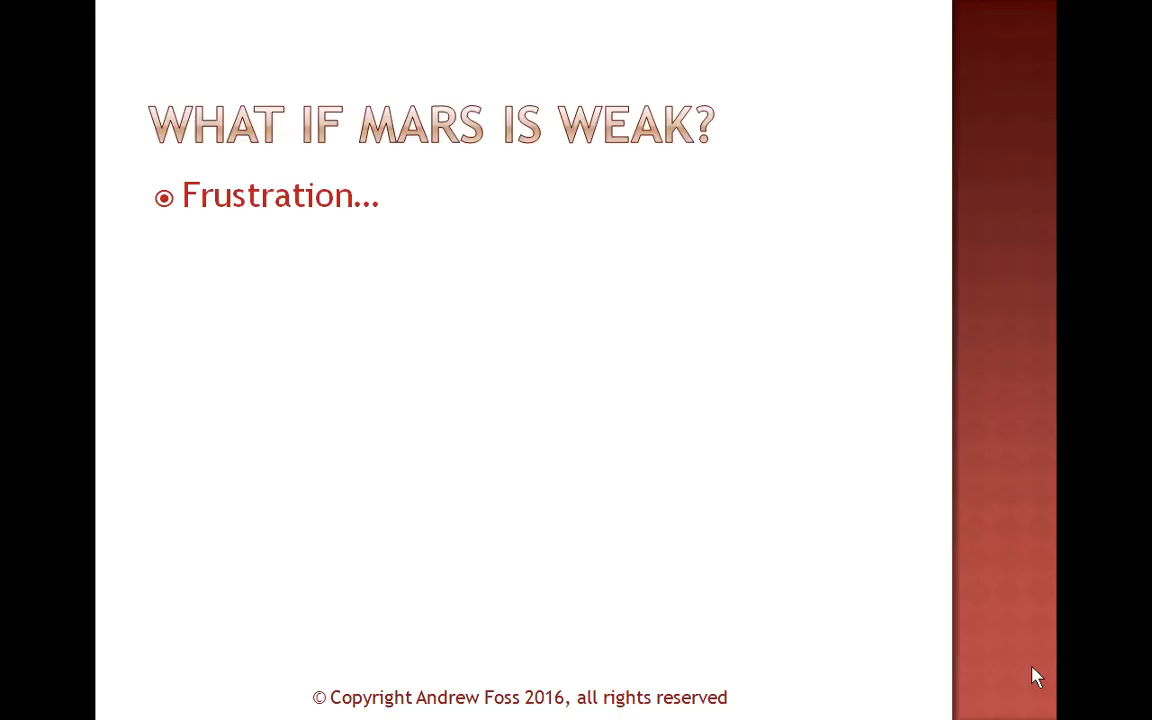 WHAT IF MARS IS WEAK?
Frustration...
© Copyright Andrew Foss 2016, all rights reserved